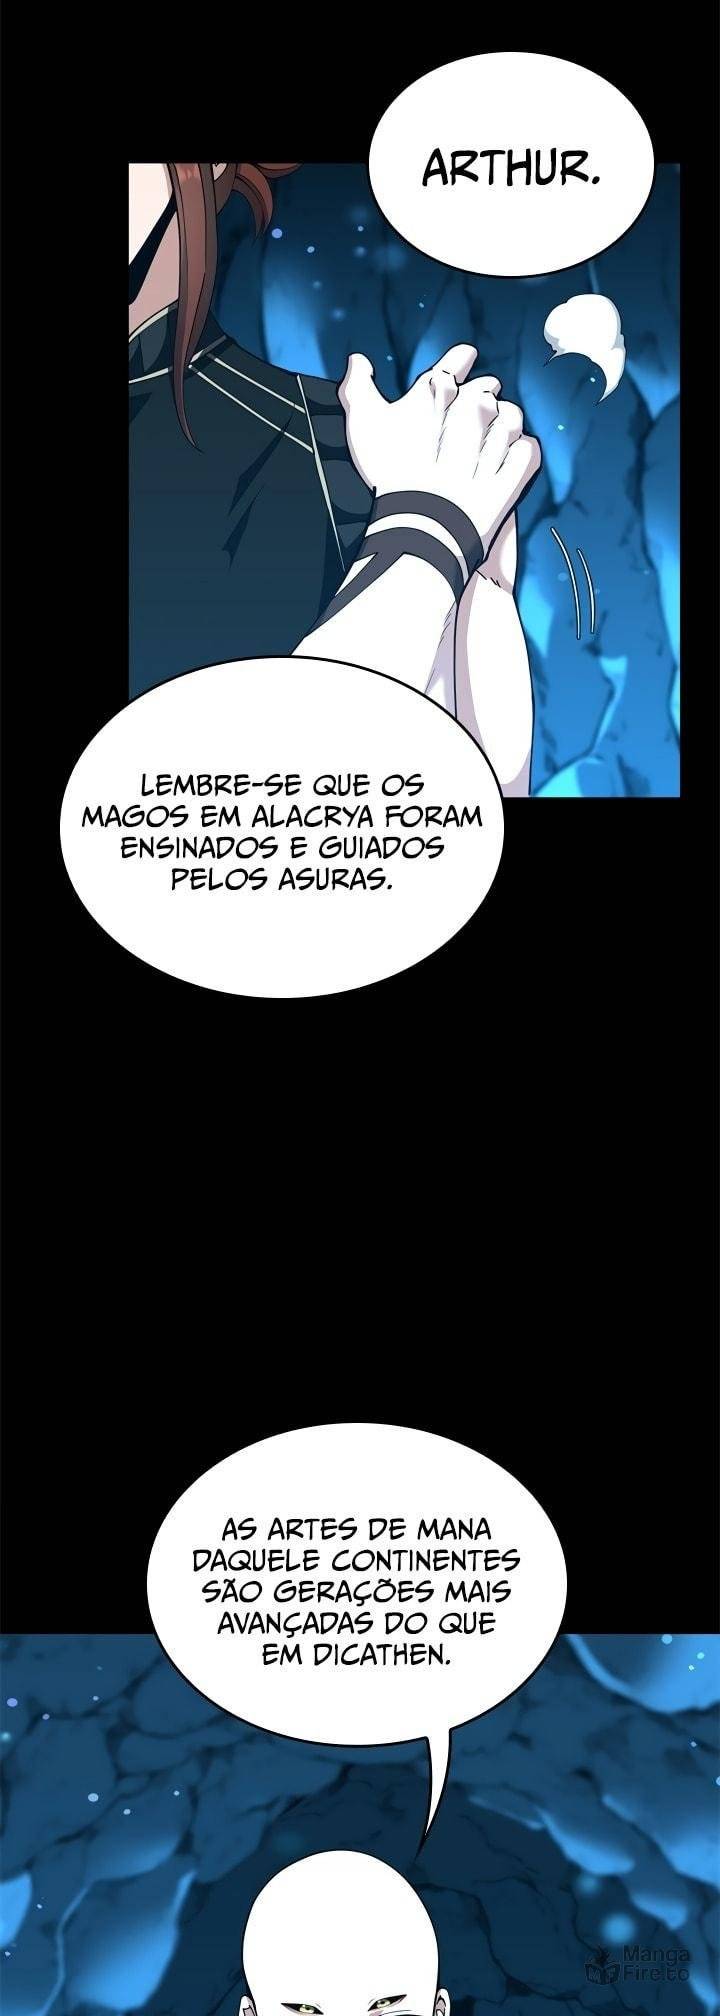 ARTHUR.
LEMBRE-SE QUE OS
MAGOS EM ALACRYA FORAM
ENSINADOS E GUIADOS
PELOS ASURAS.
AS ARTES DE MANA
DAQUELE CONTINENTES
SÃO GERAÇÕES MAIS
AVANÇADAS DO QUE
EM DICATHEN.
Manga
Fire.to